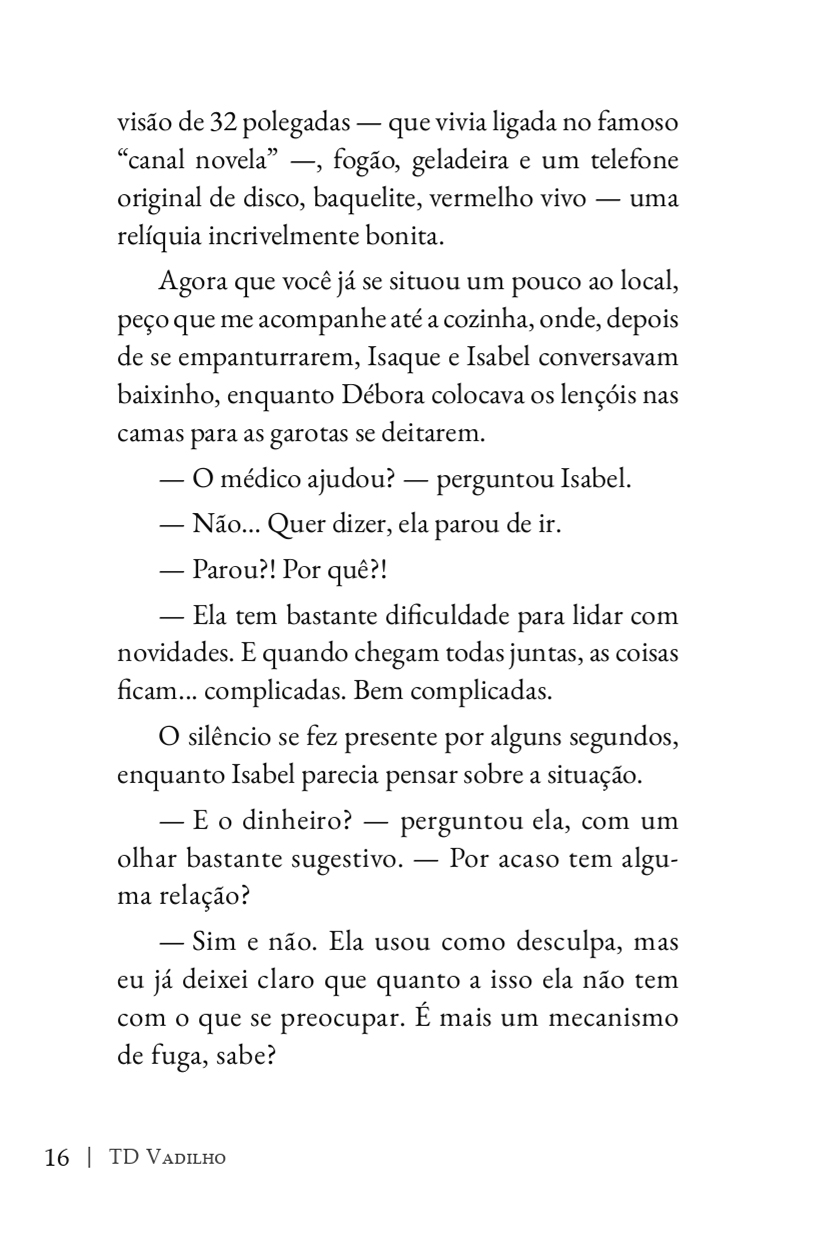 visão de 32 polegadas — que vivia ligada no famoso
“canal novela” —, fogão, geladeira e um telefone
original de disco, baquelite, vermelho vivo — uma
relíquia incrivelmente bonita.
Agora que você já se situou um pouco ao local,
peço que me acompanhe até a cozinha, onde, depois
de se empanturrarem, Isaque e Isabel conversavam
baixinho, enquanto Débora colocava os lençóis nas
camas para as garotas se deitarem.
— O médico ajudou? — perguntou Isabel.
— Não... Quer dizer, ela parou de ir.
— Parou?! Por quê?!
— Ela tem bastante dificuldade para lidar com
novidades. E quando chegam todas juntas, as coisas
ficam... complicadas. Bem complicadas.
O silêncio se fez presente por alguns segundos,
enquanto Isabel parecia pensar sobre a situação.
— E o dinheiro? — perguntou ela, com um
olhar bastante sugestivo. — Por acaso tem algu-
ma relação?
— Sim e não. Ela usou como desculpa, mas
eu já deixei claro que quanto a isso ela não tem
com o que se preocupar. É mais um mecanismo
de fuga, sabe?
16 | TD Vadilho